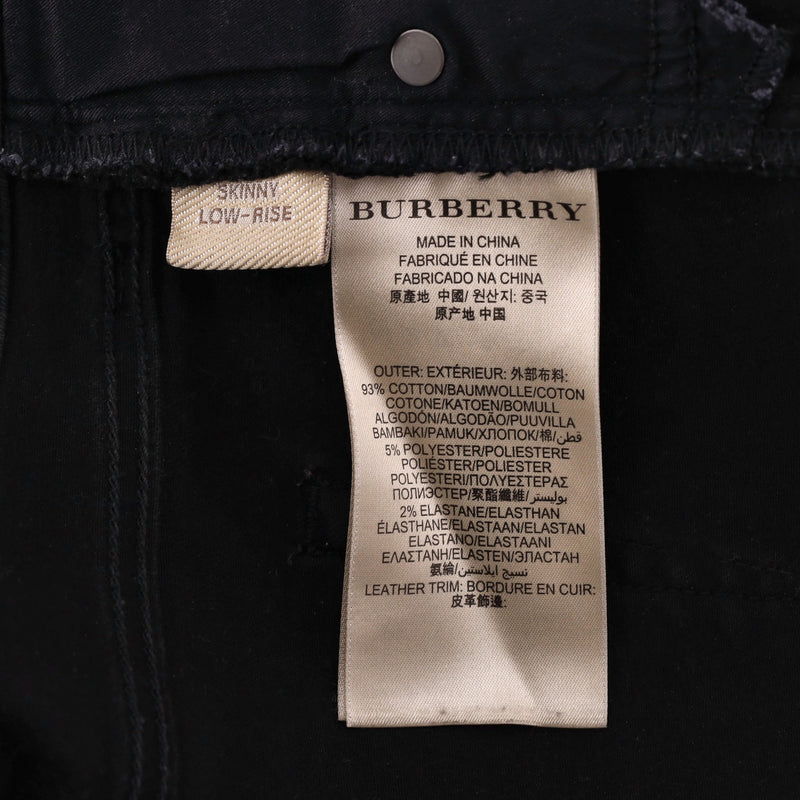 SKINNY
LOW-RISE
BURBERRY
MADE IN CHINA
FABRIQUÉ EN CHINE
FABRICADO NA CHINA
原產地 中國/ 원산지: 중국
原产地 中国
OUTER: EXTÉRIEUR: 外部布料:
93% COTTON/BAUMWOLLE/COTON
COTONE/KATOEN/BOMULL
ALGODÓN/ALGODÃO/PUUVILLA
BAMBAKI/PAMUK/ХЛОПОК/棉/قطن
5% POLYESTER/POLIESTERE
POLIÉSTER/POLIESTER
POLYESTERI/ΠΟΛΥΕΣΤΕΡΑΣ
ПОЛИЭСТЕР/聚酯纖維/بوليستر
2% ELASTANE/ELASTHAN
ÉLASTHANE/ELASTAAN/ELASTAN
ELASTANO/ELASTAANI
ΕΛΑΣΤΑΝΗ/ELASTEN/ЭЛАСТАН
氨綸/نسيج ايلاستين
LEATHER TRIM: BORDURE EN CUIR:
皮革飾邊: